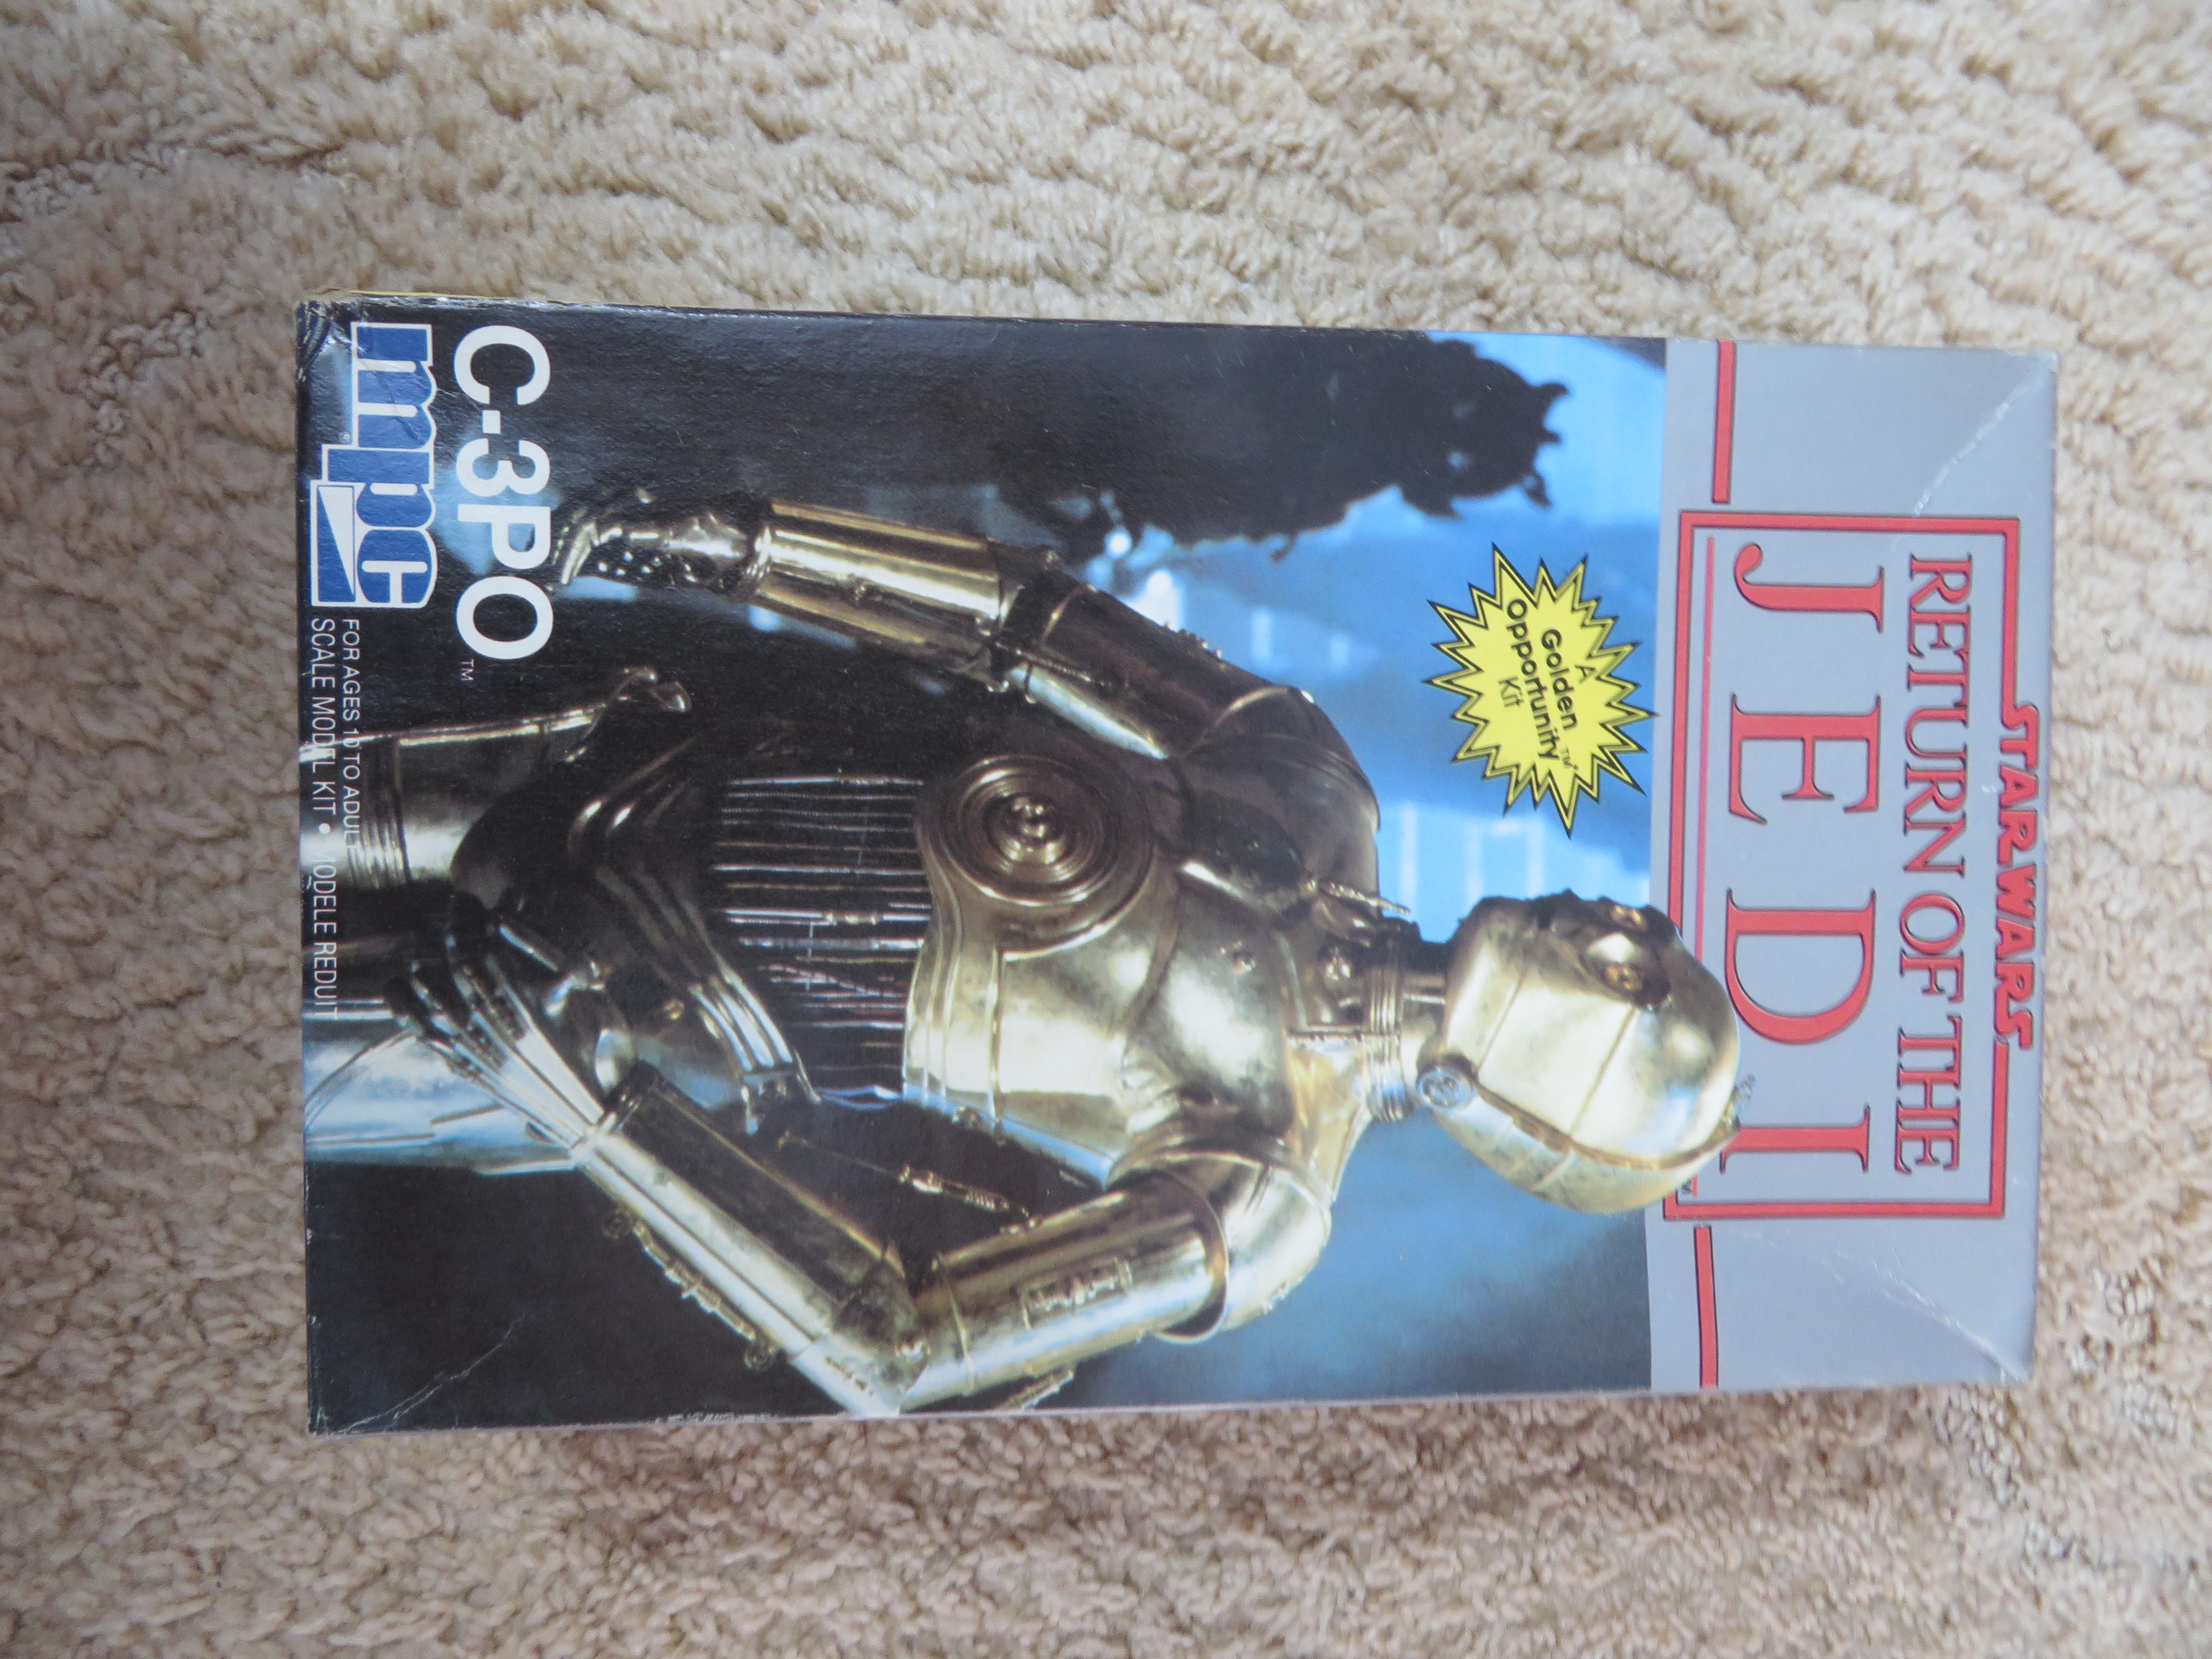 STAR WARS
RETURN OF THE
JEDI
A
Golden
Opportunity™*
Kit
C-3PO™
mpc®
FOR AGES 10 TO ADULT
SCALE MODEL KIT • MODELE REDUIT